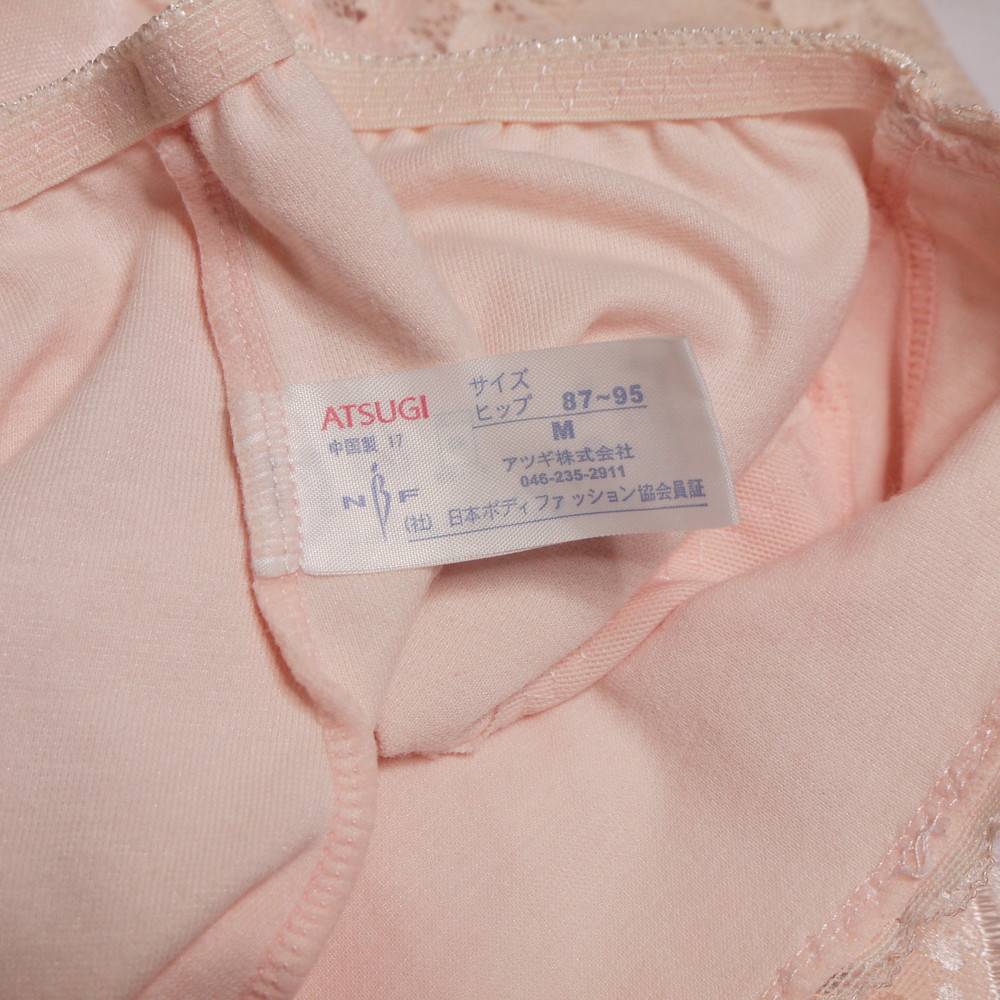 ATSUGI
中国製 17
サイズ
ヒップ 87~95
M
アツギ株式会社
046-235-2911
NBF
(社) 日本ボディファッション協会員証